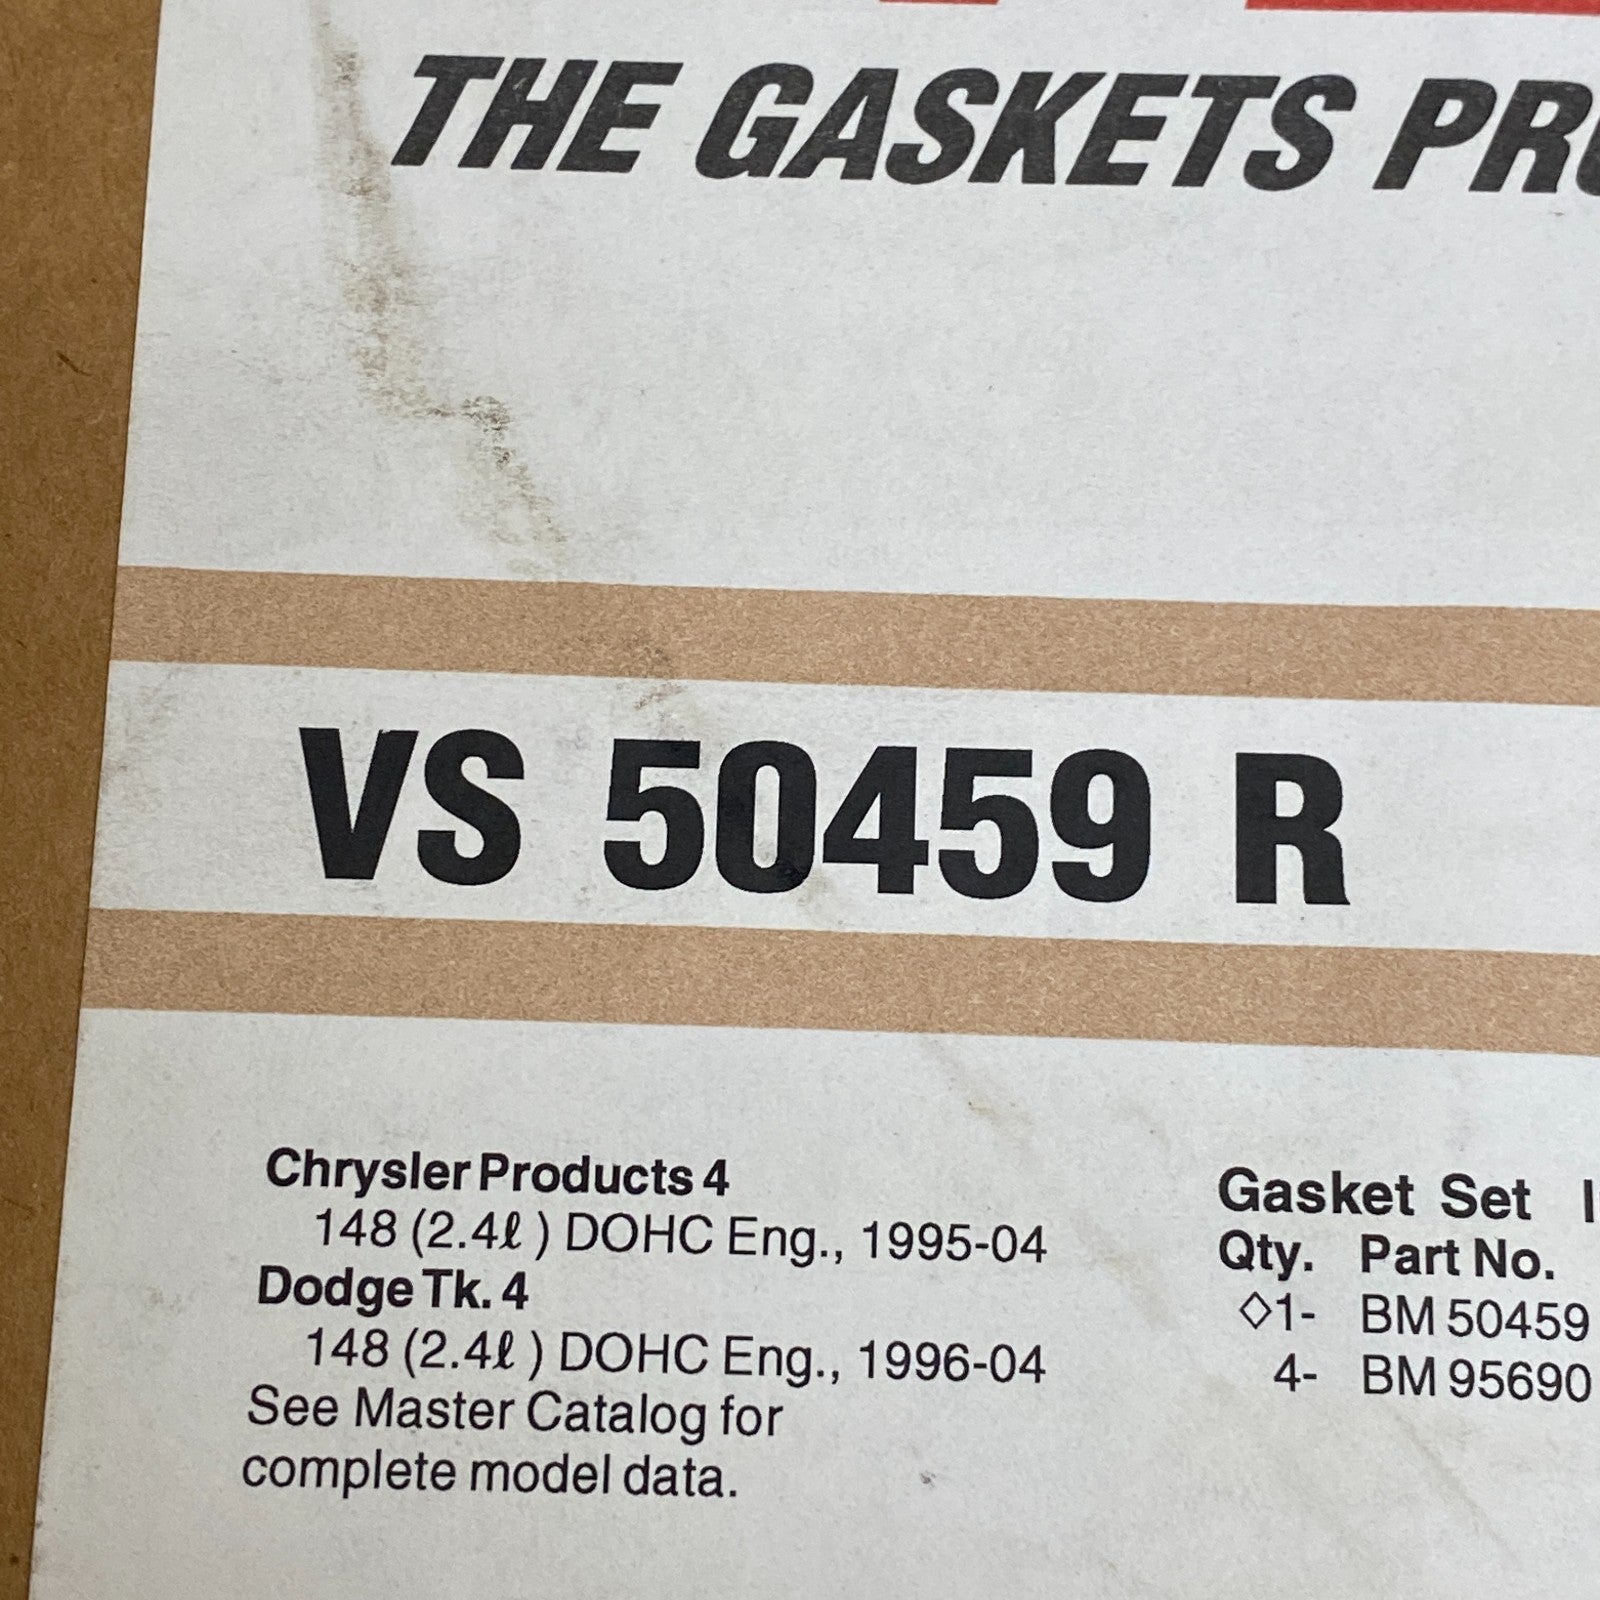 THE GASKETS
VS 50459 R
Chrysler Products 4
148 (2.4ℓ) DOHC Eng., 1995-04
Dodge Tk. 4
148 (2.4ℓ) DOHC Eng., 1996-04
See Master Catalog for
complete model data.
Gasket Set
Qty. Part No.
◇1- BM 50459
4- BM 95690